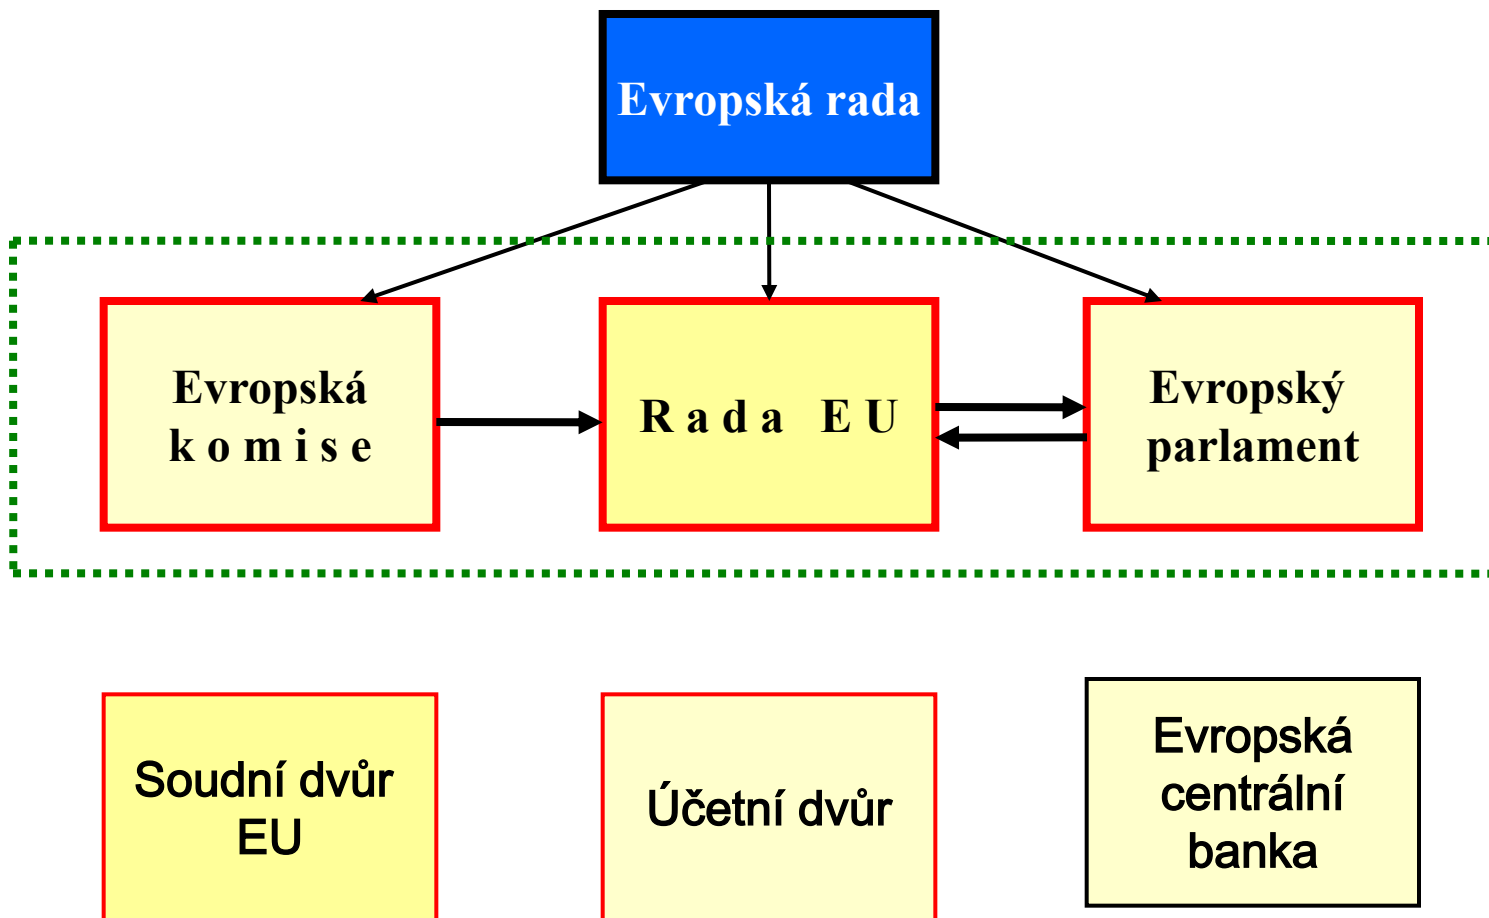 Evropská rada
Evropská
k o m i s e
R a d a E U
Evropský
parlament
Soudní dvůr
EU
Účetní dvůr
Evropská
centrální
banka